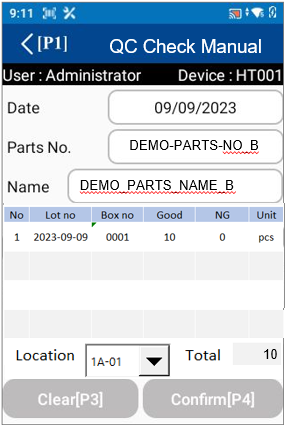 9:11
[P1] QC Check Manual
User : Administrator Device : HT001
Date 09/09/2023
Parts No. DEMO-PARTS-NO_B
Name DEMO_PARTS_NAME_B
No Lot no Box no Good NG Unit
1 2023-09-09 0001 10 0 pcs
Location 1A-01 Total 10
Clear[P3] Confirm[P4]